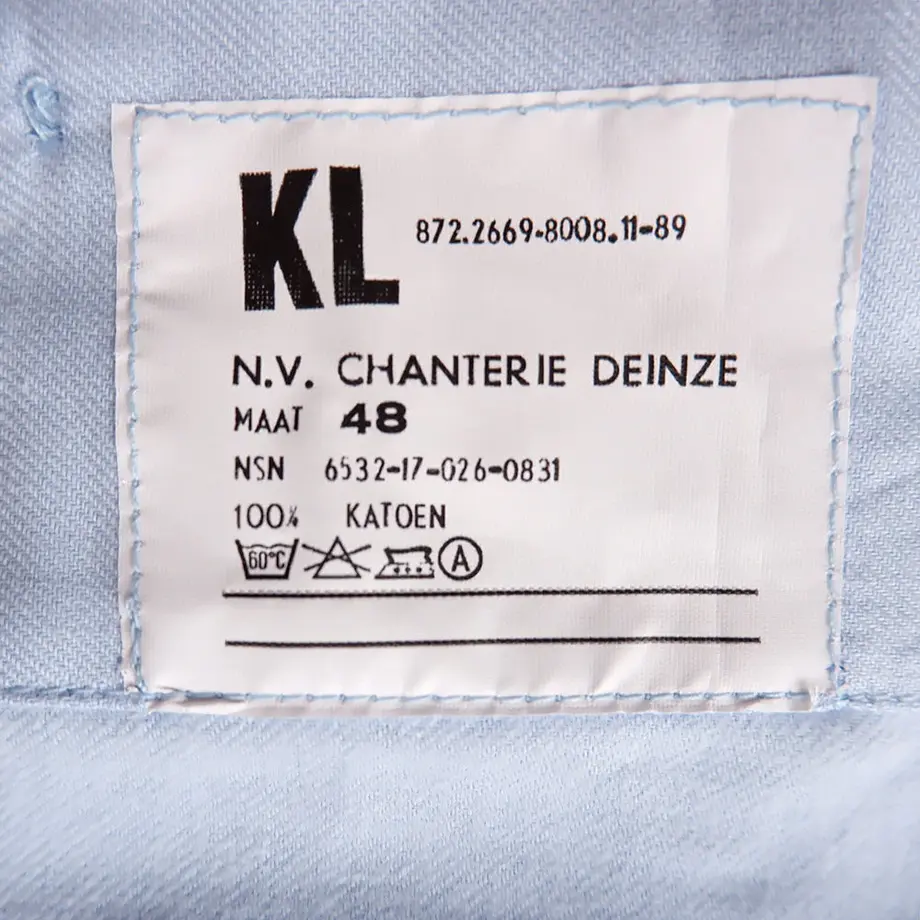 KL 872.2669-8008.11-89
N.V. CHANTERIE DEINZE
MAAT 48
NSN 6532-17-026-0831
100% KATOEN
60°C A